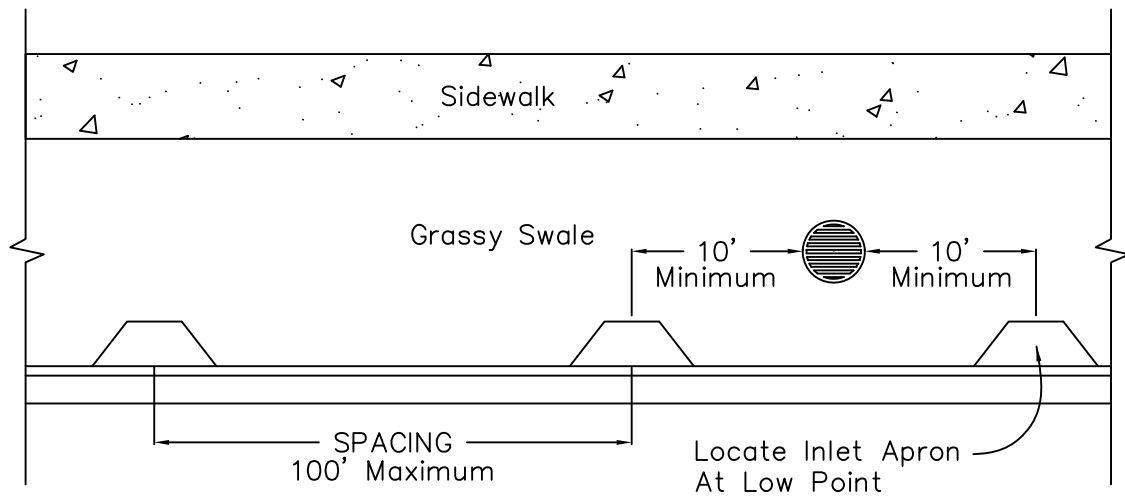 Sidewalk
Grassy Swale
10'
Minimum
10'
Minimum
SPACING
100' Maximum
Locate Inlet Apron
At Low Point